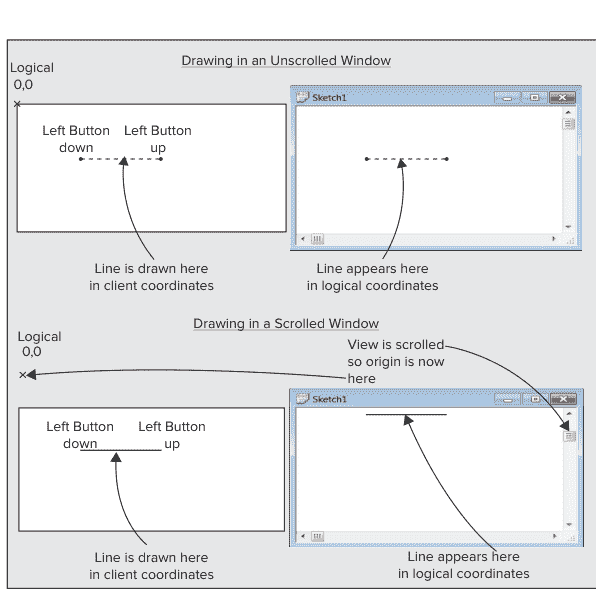 Drawing in an Unscrolled Window
Logical
0,0
Sketch1
Left Button
down
Left Button
up
Line is drawn here
in client coordinates
Line appears here
in logical coordinates
Drawing in a Scrolled Window
Logical
0,0
View is scrolled
so origin is now
here
Sketch1
Left Button
down
Left Button
up
Line is drawn here
in client coordinates
Line appears here
in logical coordinates